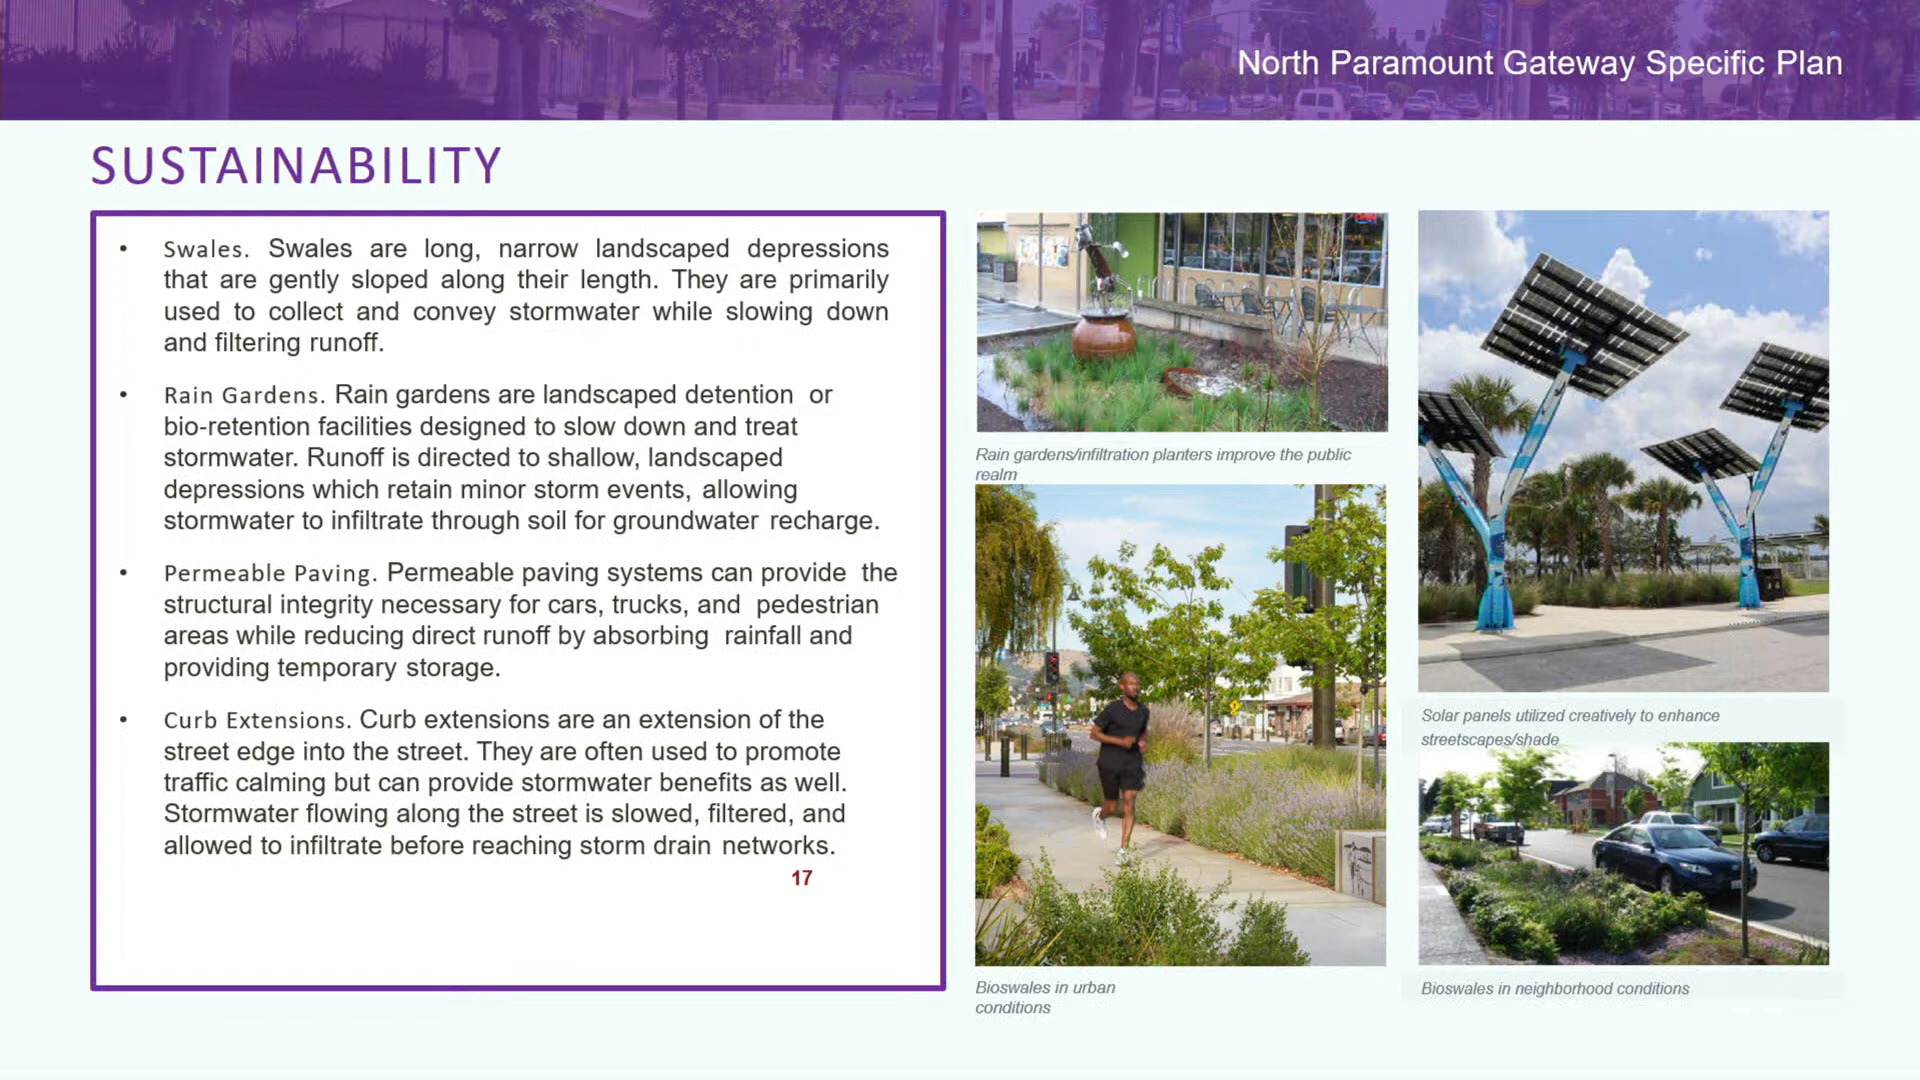 North Paramount Gateway Specific Plan
SUSTAINABILITY
• Swales. Swales are long, narrow landscaped depressions
that are gently sloped along their length. They are primarily
used to collect and convey stormwater while slowing down
and filtering runoff.
• Rain Gardens. Rain gardens are landscaped detention or
bio-retention facilities designed to slow down and treat
stormwater. Runoff is directed to shallow, landscaped
depressions which retain minor storm events, allowing
stormwater to infiltrate through soil for groundwater recharge.
• Permeable Paving. Permeable paving systems can provide the
structural integrity necessary for cars, trucks, and pedestrian
areas while reducing direct runoff by absorbing rainfall and
providing temporary storage.
• Curb Extensions. Curb extensions are an extension of the
street edge into the street. They are often used to promote
traffic calming but can provide stormwater benefits as well.
Stormwater flowing along the street is slowed, filtered, and
allowed to infiltrate before reaching storm drain networks.
17
Rain gardens/infiltration planters improve the public
realm
Bioswales in urban
conditions
Solar panels utilized creatively to enhance
streetscapes/shade
Bioswales in neighborhood conditions